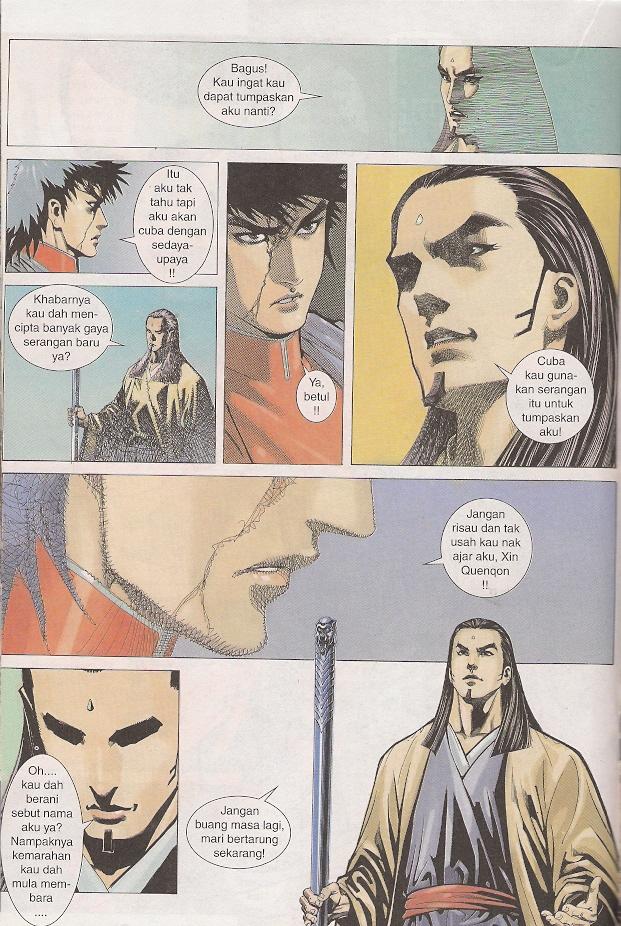 Bagus!
Kau ingat kau
dapat tumpaskan
aku nanti?
Itu
aku tak
tahu tapi
aku akan
cuba dengan
sedaya-
upaya
!!
Khabarnya
kau dah men-
cipta banyak gaya
serangan baru
ya?
Ya,
betul
!!
Cuba
kau guna-
kan serangan
itu untuk
tumpaskan
aku!
Jangan
risau dan tak
usah kau nak
ajar aku, Xin
Quenqon
!!
Oh....
kau dah
berani
sebut nama
aku ya?
Nampaknya
kemarahan
kau dah
mula mem-
bara
....
Jangan
buang masa lagi,
mari bertarung
sekarang!